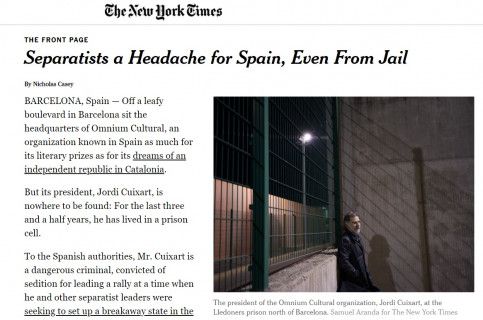 The New York Times
THE FRONT PAGE
Separatists a Headache for Spain, Even From Jail
By Nicholas Casey
BARCELONA, Spain — Off a leafy
boulevard in Barcelona sit the
headquarters of Omnium Cultural, an
organization known in Spain as much for
its literary prizes as for its dreams of an
independent republic in Catalonia.
But its president, Jordi Cuixart, is
nowhere to be found: For the last three
and a half years, he has lived in a prison
cell.
To the Spanish authorities, Mr. Cuixart is
a dangerous criminal, convicted of
sedition for leading a rally at a time when
he and other separatist leaders were
seeking to set up a breakaway state in the
The president of the Omnium Cultural organization, Jordi Cuixart, at the
Lledoners prison north of Barcelona. Samuel Aranda for The New York Times